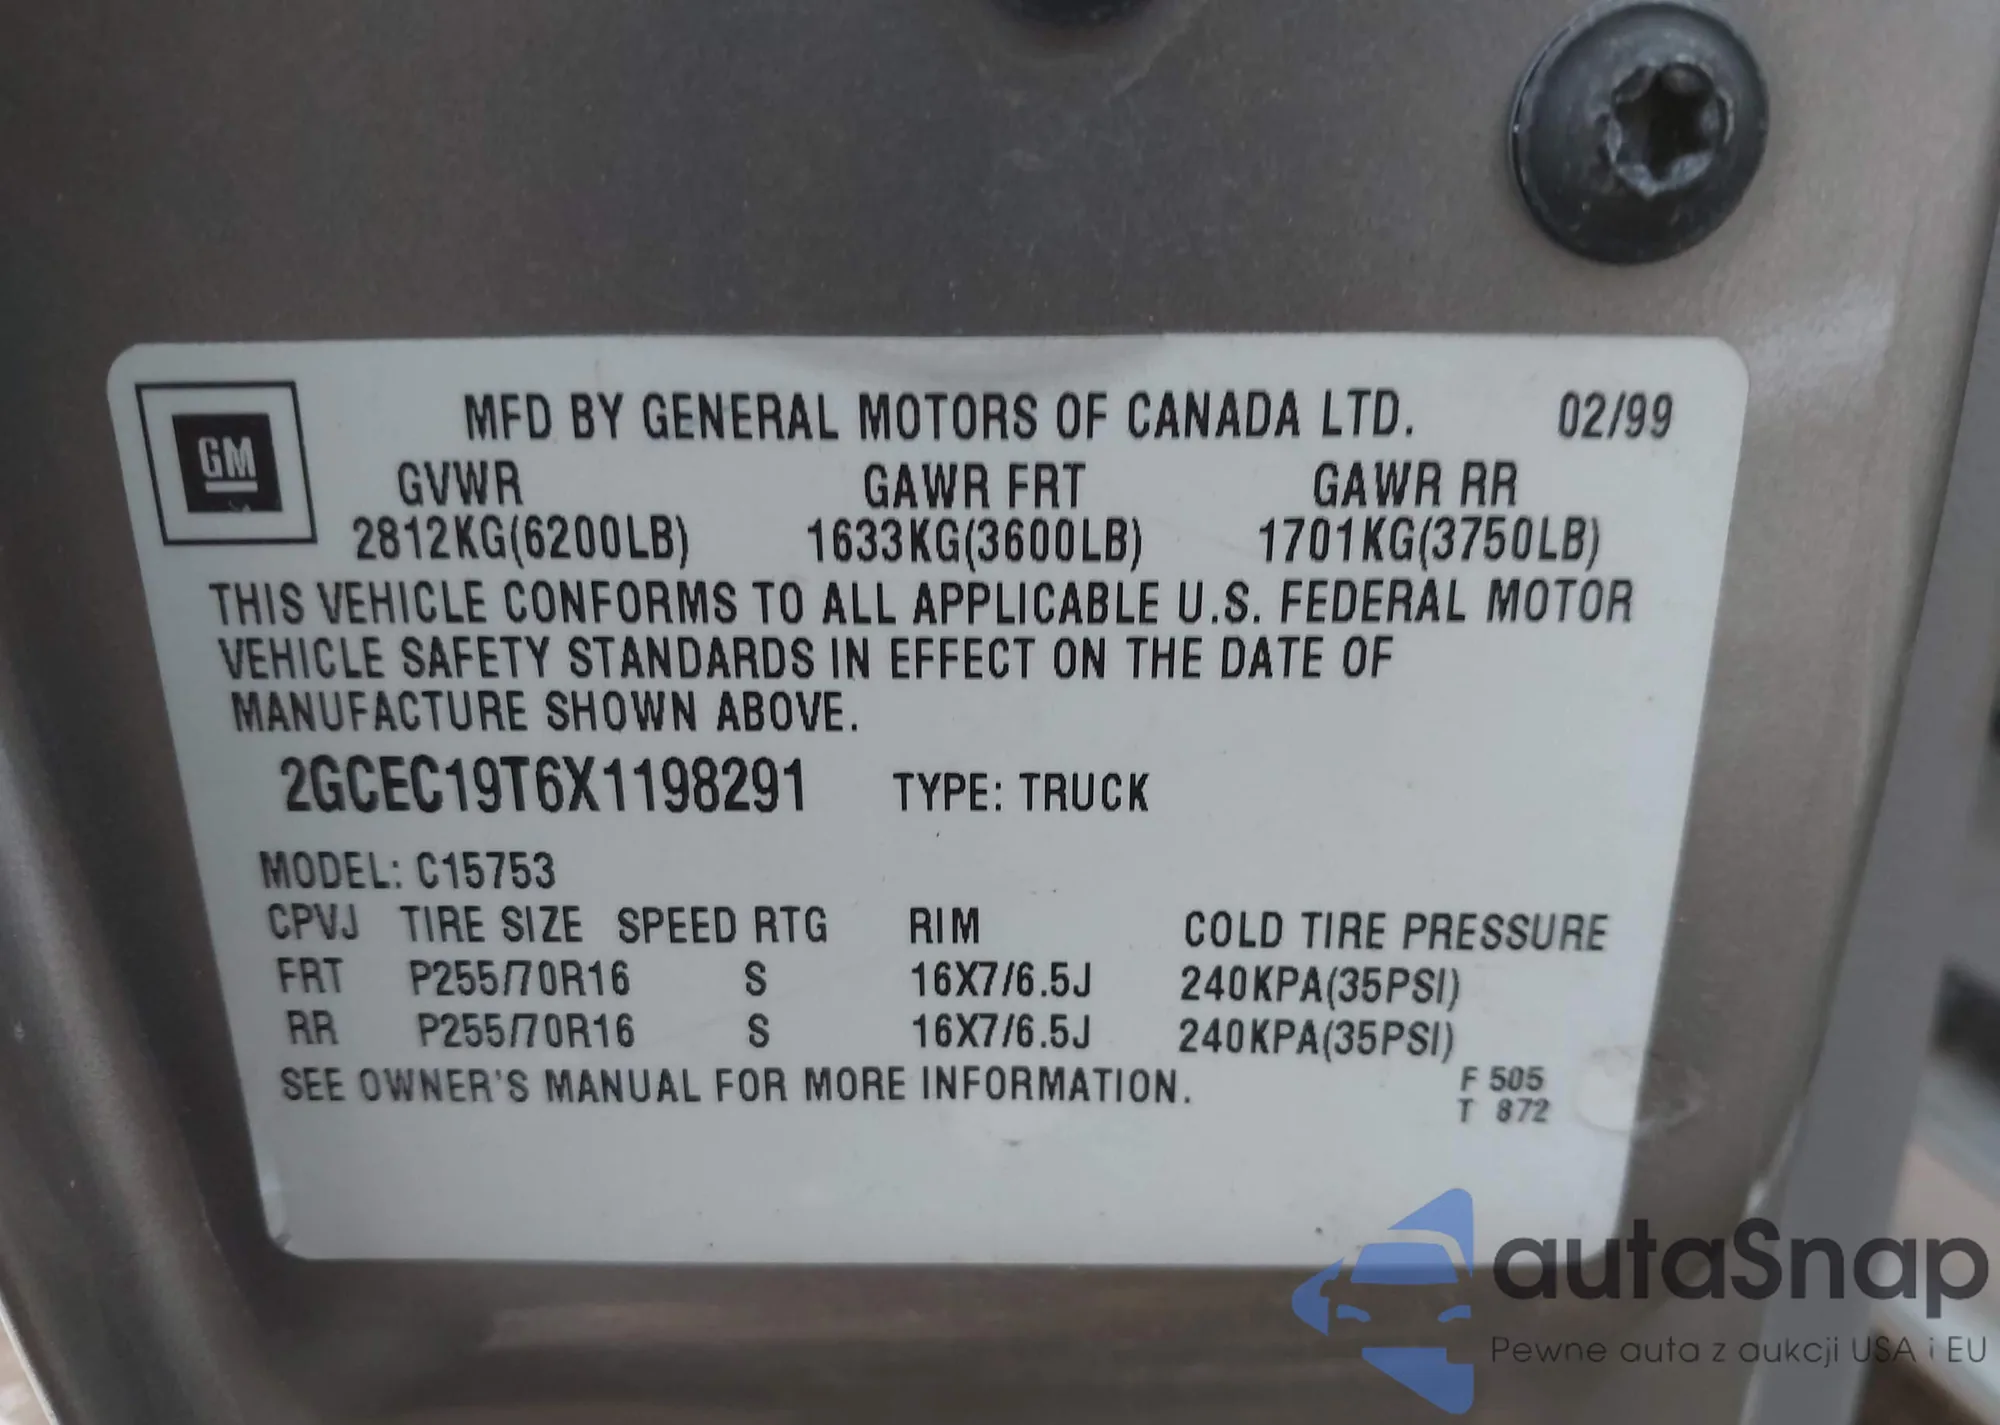 GM
MFD BY GENERAL MOTORS OF CANADA LTD. 02/99
GVWR GAWR FRT GAWR RR
2812KG(6200LB) 1633KG(3600LB) 1701KG(3750LB)
THIS VEHICLE CONFORMS TO ALL APPLICABLE U.S. FEDERAL MOTOR
VEHICLE SAFETY STANDARDS IN EFFECT ON THE DATE OF
MANUFACTURE SHOWN ABOVE.
2GCEC19T6X1198291 TYPE: TRUCK
MODEL: C15753
CPVJ TIRE SIZE SPEED RTG RIM COLD TIRE PRESSURE
FRT P255/70R16 S 16X7/6.5J 240KPA(35PSI)
RR P255/70R16 S 16X7/6.5J 240KPA(35PSI)
SEE OWNER'S MANUAL FOR MORE INFORMATION.
F 505
T 872
autaSnap
Pewne auta z aukcji USA i EU